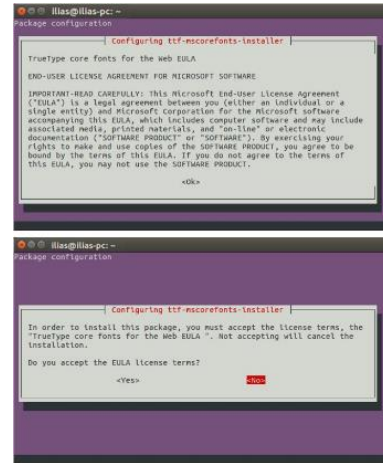 ilias@ilias-pc: ~
Package configuration
Configuring ttf-mscorefonts-installer
TrueType core fonts for the Web EULA
END-USER LICENSE AGREEMENT FOR MICROSOFT SOFTWARE
IMPORTANT-READ CAREFULLY: This Microsoft End-User License Agreement
("EULA") is a legal agreement between you (either an individual or a
single entity) and Microsoft Corporation for the Microsoft software
accompanying this EULA, which includes computer software and may include
associated media, printed materials, and "on-line" or electronic
documentation ("SOFTWARE PRODUCT" or "SOFTWARE"). By exercising your
rights to make and use copies of the SOFTWARE PRODUCT, you agree to be
bound by the terms of this EULA. If you do not agree to the terms of
this EULA, you may not use the SOFTWARE PRODUCT.
<Ok>
ilias@ilias-pc: ~
Package configuration
Configuring ttf-mscorefonts-installer
In order to install this package, you must accept the license terms, the
"TrueType core fonts for the Web EULA ". Not accepting will cancel the
installation.
Do you accept the EULA license terms?
<Yes> <No>